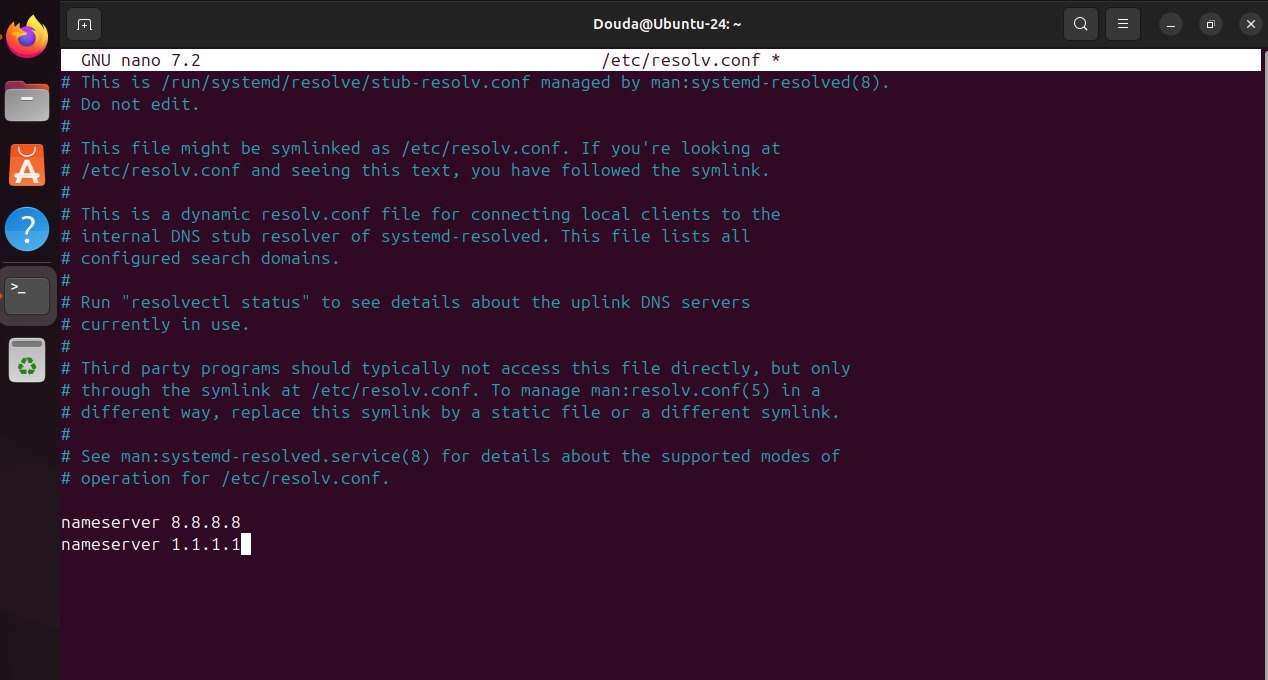 Douda@Ubuntu-24: ~
GNU nano 7.2 /etc/resolv.conf *
# This is /run/systemd/resolve/stub-resolv.conf managed by man:systemd-resolved(8).
# Do not edit.
#
# This file might be symlinked as /etc/resolv.conf. If you're looking at
# /etc/resolv.conf and seeing this text, you have followed the symlink.
#
# This is a dynamic resolv.conf file for connecting local clients to the
# internal DNS stub resolver of systemd-resolved. This file lists all
# configured search domains.
#
# Run "resolvectl status" to see details about the uplink DNS servers
# currently in use.
#
# Third party programs should typically not access this file directly, but only
# through the symlink at /etc/resolv.conf. To manage man:resolv.conf(5) in a
# different way, replace this symlink by a static file or a different symlink.
#
# See man:systemd-resolved.service(8) for details about the supported modes of
# operation for /etc/resolv.conf.

nameserver 8.8.8.8
nameserver 1.1.1.1